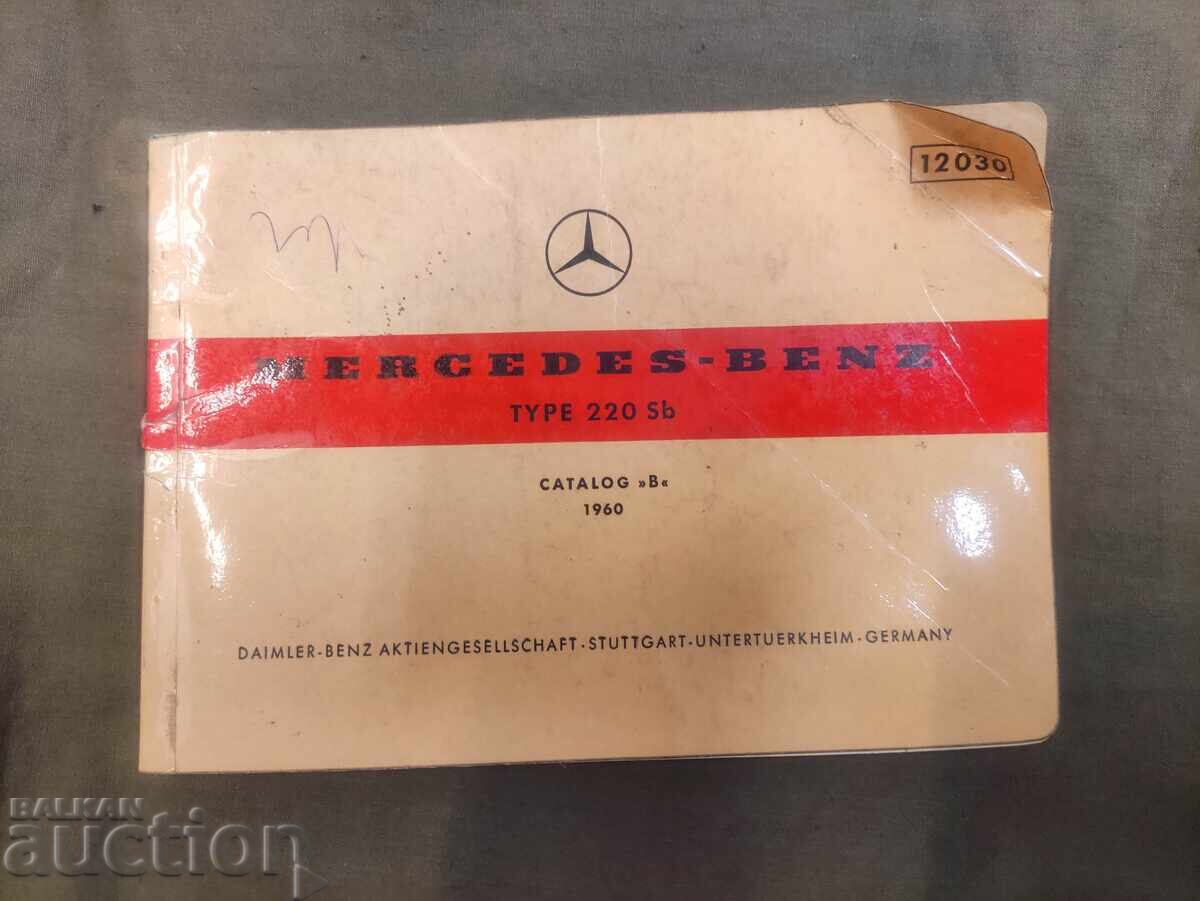 12030
MERCEDES-BENZ
TYPE 220 Sb
CATALOG »B«
1960
DAIMLER-BENZ AKTIENGESELLSCHAFT · STUTTGART-UNTERTUERKHEIM · GERMANY
BALKAN
auction